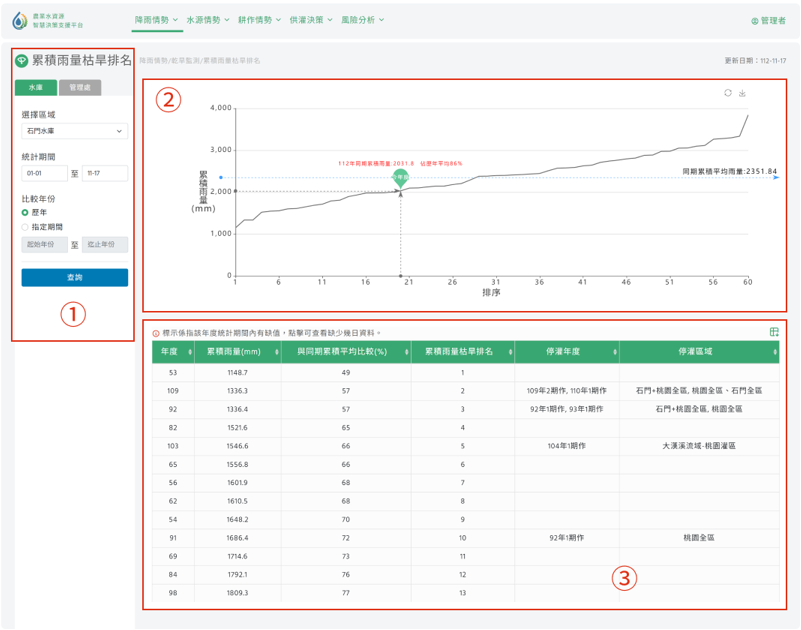 農業水資源
智慧決策支援平台
降雨情勢 水源情勢 耕作情勢 供灌決策 風險分析
管理者
累積雨量枯旱排名
降雨情勢/乾旱監測/累積雨量枯旱排名
更新日期：112-11-17
水庫 管理處
選擇區域
石門水庫
統計期間
01-01 至 11-17
比較年份
歷年
指定期間
起始年份 至 迄止年份
查詢
①
②
4,000
112年同期累積雨量:2031.8 佔歷年平均86%
同期累積平均雨量:2351.84
累積雨量
(mm)
2,000
1,000
0
1 6 11 16 21 26 31 36 41 46 51 56 60
排序
標示係指該年度統計期間內有缺值，點擊可查看缺少幾日資料。
年度 累積雨量(mm) 與同期累積平均比較(%) 累積雨量枯旱排名 停灌年度 停灌區域
53 1148.7 49 1
109 1336.3 57 2 109年2期作, 110年1期作 石門+桃園全區, 桃園全區、石門全區
92 1336.4 57 3 92年1期作, 93年1期作 石門+桃園全區, 桃園全區
82 1521.6 65 4
103 1546.6 66 5 104年1期作 大漢溪流域-桃園灌區
65 1556.8 66 6
56 1601.9 68 7
62 1610.5 68 8
54 1648.2 70 9
91 1686.4 72 10 92年1期作 桃園全區
69 1714.6 73 11
84 1792.1 76 12
98 1809.3 77 13
③